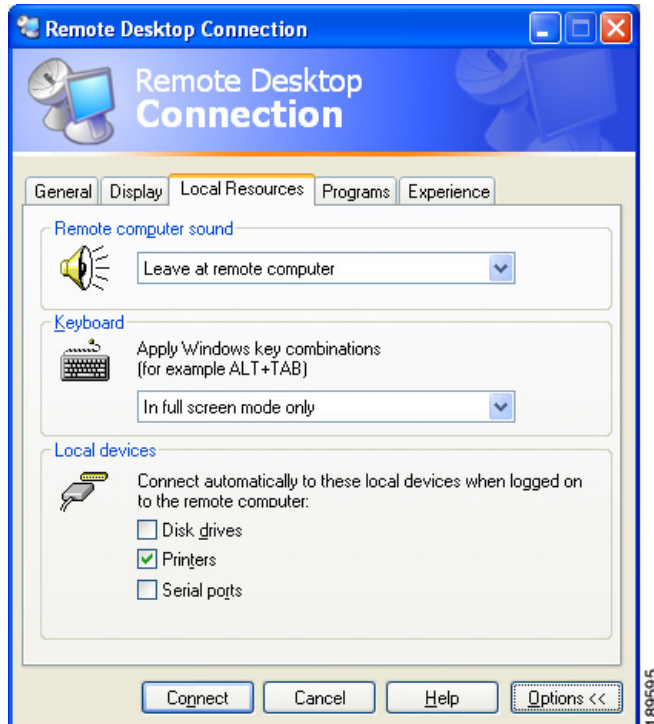 Remote Desktop Connection
Remote Desktop
Connection
General Display Local Resources Programs Experience
Remote computer sound
Leave at remote computer
Keyboard
Apply Windows key combinations
(for example ALT+TAB)
In full screen mode only
Local devices
Connect automatically to these local devices when logged on
to the remote computer:
Disk drives
Printers
Serial ports
Connect Cancel Help Options <<
189595